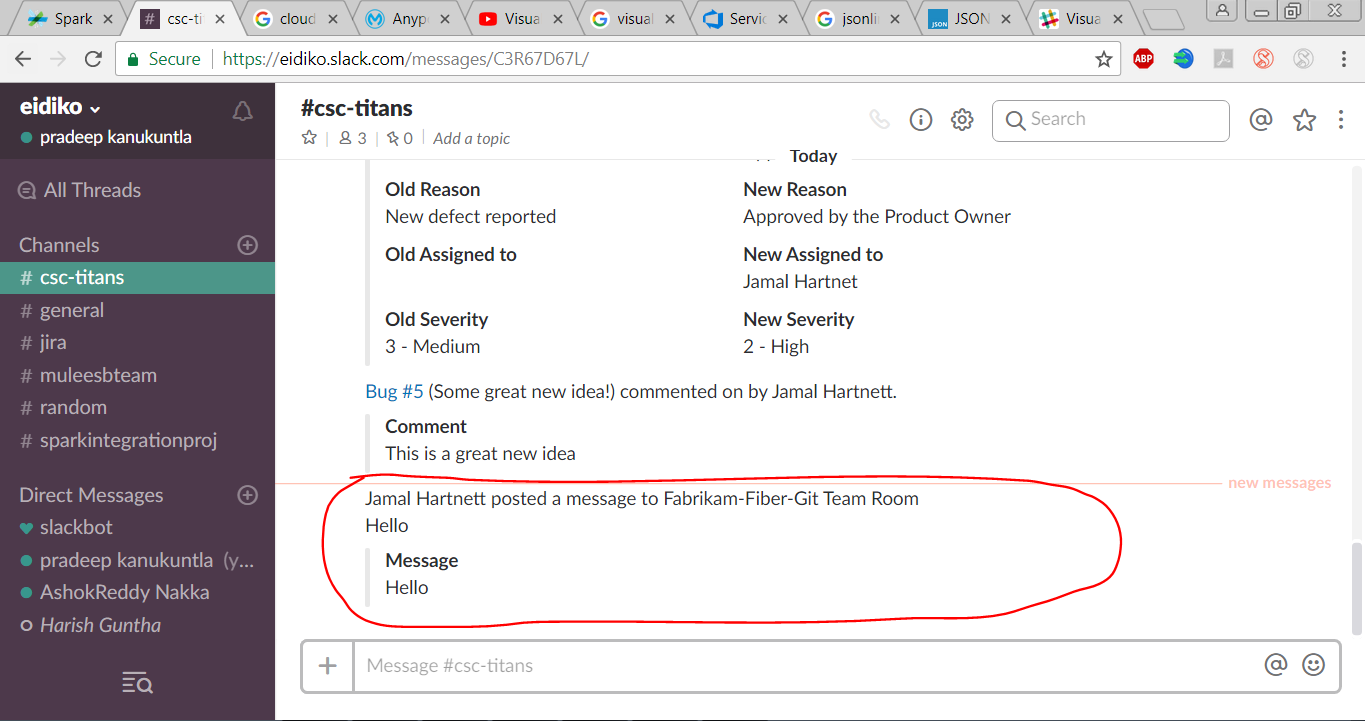 Spark
csc-ti
cloud
Anyp
Visua
visual
Servic
jsonlin
JSON
Visua
Secure https://eidiko.slack.com/messages/C3R67D67L/
ABP
eidiko
pradeep kanukuntla
All Threads
Channels
# csc-titans
# general
# jira
# muleesbteam
# random
# sparkintegrationproj
Direct Messages
slackbot
pradeep kanukuntla (y...
AshokReddy Nakka
Harish Guntha
#csc-titans
3 | 0 | Add a topic
Search
Today
Old Reason New Reason
New defect reported Approved by the Product Owner
Old Assigned to New Assigned to
Jamal Hartnet
Old Severity New Severity
3 - Medium 2 - High
Bug #5 (Some great new idea!) commented on by Jamal Hartnett.
Comment
This is a great new idea
new messages
Jamal Hartnett posted a message to Fabrikam-Fiber-Git Team Room
Hello
Message
Hello
Message #csc-titans